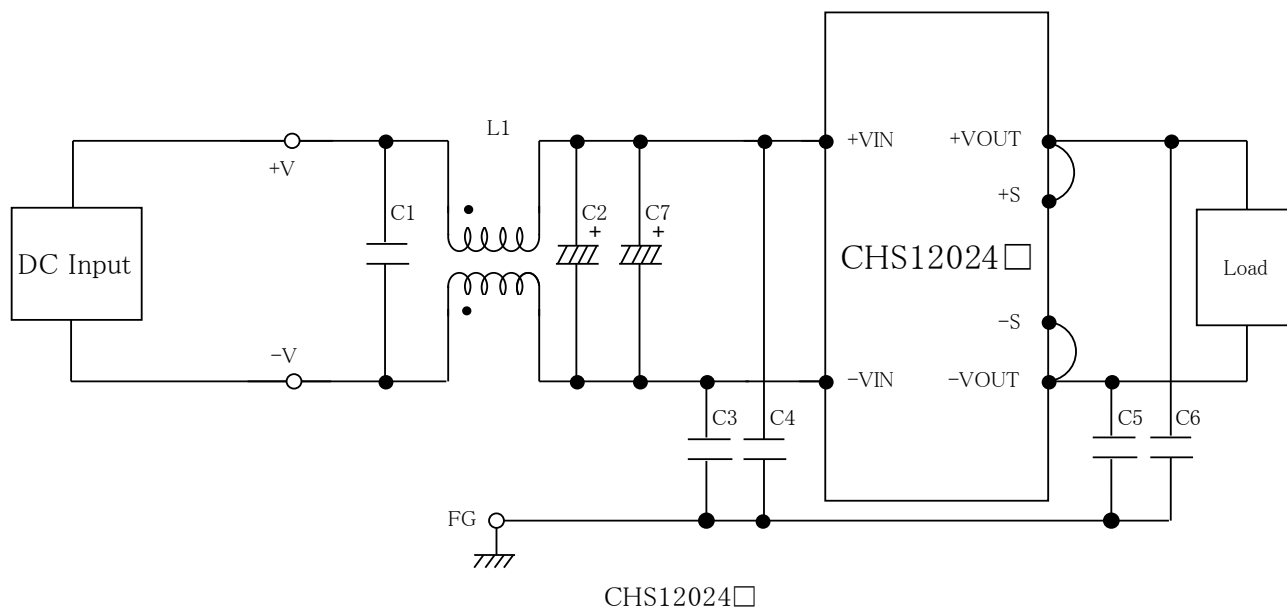 L1
+VIN
+VOUT
+V
+S
C1
C2
+
C7
+
CHS12024□
DC Input
Load
-S
-V
-VIN
-VOUT
C3
C4
C5
C6
FG
CHS12024□